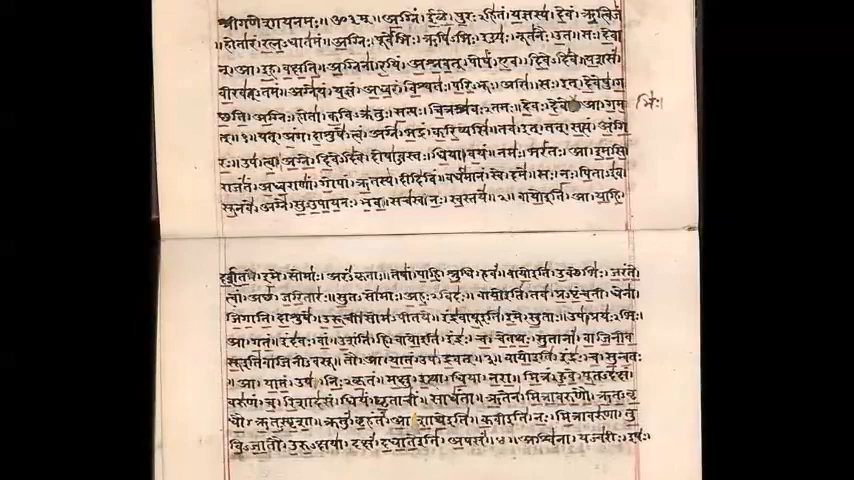 श्रीगणेशायनमः॥ॐ॥अग्निं।ईळे।पुरःऽहितं।यज्ञस्य।देवं।ऋत्विजं
।होतारं।रत्नऽधातमं॥अग्निः।पूर्वेभिः।ऋषिऽभिः।ईड्यः।नूतनैः।उत।सः।देवा
न्।आ।इह।वक्षति॥अग्निना।रयिं।अश्नवत्।पोषं।एव।दिवेऽदिवे।यशसं
वीरवत्ऽतमं॥अग्ने।यं।यज्ञं।अध्वरं।विश्वतः।परिऽभूः।असि।सः।इत्।देवेषु।ग
च्छति॥अग्निः।होता।कविऽक्रतुः।सत्यः।चित्रश्रवःऽतमः॥देवः।देवे आ।गम भिः।
त्॥१॥यत्।अंग।दाशुषे।त्वं।अग्ने।भद्रं।करिष्यसि।तव।इत्।तत्।सत्यं।अंगि
रः॥उप।त्वा।अग्ने।दिवेऽदिवे।दोषाऽवस्तः।धिया।वयं।नमः।भरंतः।आ।इमसि
राजंतं।अध्वराणां।गोपां।ऋतस्य।दीदिविं।वर्धमानं।स्वे।दमे॥सः।नः।पिताऽइव
सूनवे।अग्ने।सुऽउपायनः।भव।सचस्व।नः।स्वस्तये॥२॥वायोइति।आ।याहि।
दर्शत।इमे।सोमाः।अरंऽकृताः।तेषां।पाहि।श्रुधि।हवं॥वायोइति।उक्थेभिः।जरंते
त्वां।अच्छ।जरितारः।सुतऽसोमाः।अहःऽविदः॥वायोइति।तव।प्रऽपृंचती।धेना
जिगाति।दाशुषे।उरूची।सोमऽपीतये॥इंद्रवायूइति।इमे।सुताः।उप।प्रयःऽभिः।
आ।गतं।इंदवः।वां।उशंति।हि॥वायोइति।इंद्रः।च।चेतथः।सुतानां।वाजिनीव
सूइतिवाजिनीऽवसू।तौ।आ।यातं।उप।द्रवत्॥३॥वायोइति।इंद्रः।च।सुन्वतः
।आ।यातं।उप।निःऽकृतं।मक्षु।इत्था।धिया।नरा॥मित्रं।हुवे।पूतऽदक्षं
वरुणं।च।रिशादसं।धियं।घृताचीं।साधंता॥ऋतेन।मित्रावरुणौ।ऋतऽवृ
धौ।ऋतऽस्पृशा।क्रतुं।बृहंतं।आशाथेइति॥कवीइति।नः।मित्रावरुणा।तु
विऽजातौ।उरुऽक्षया।दक्षं।दधातेइति।अपसं॥४॥अश्विना।यज्वरीः।इषः।